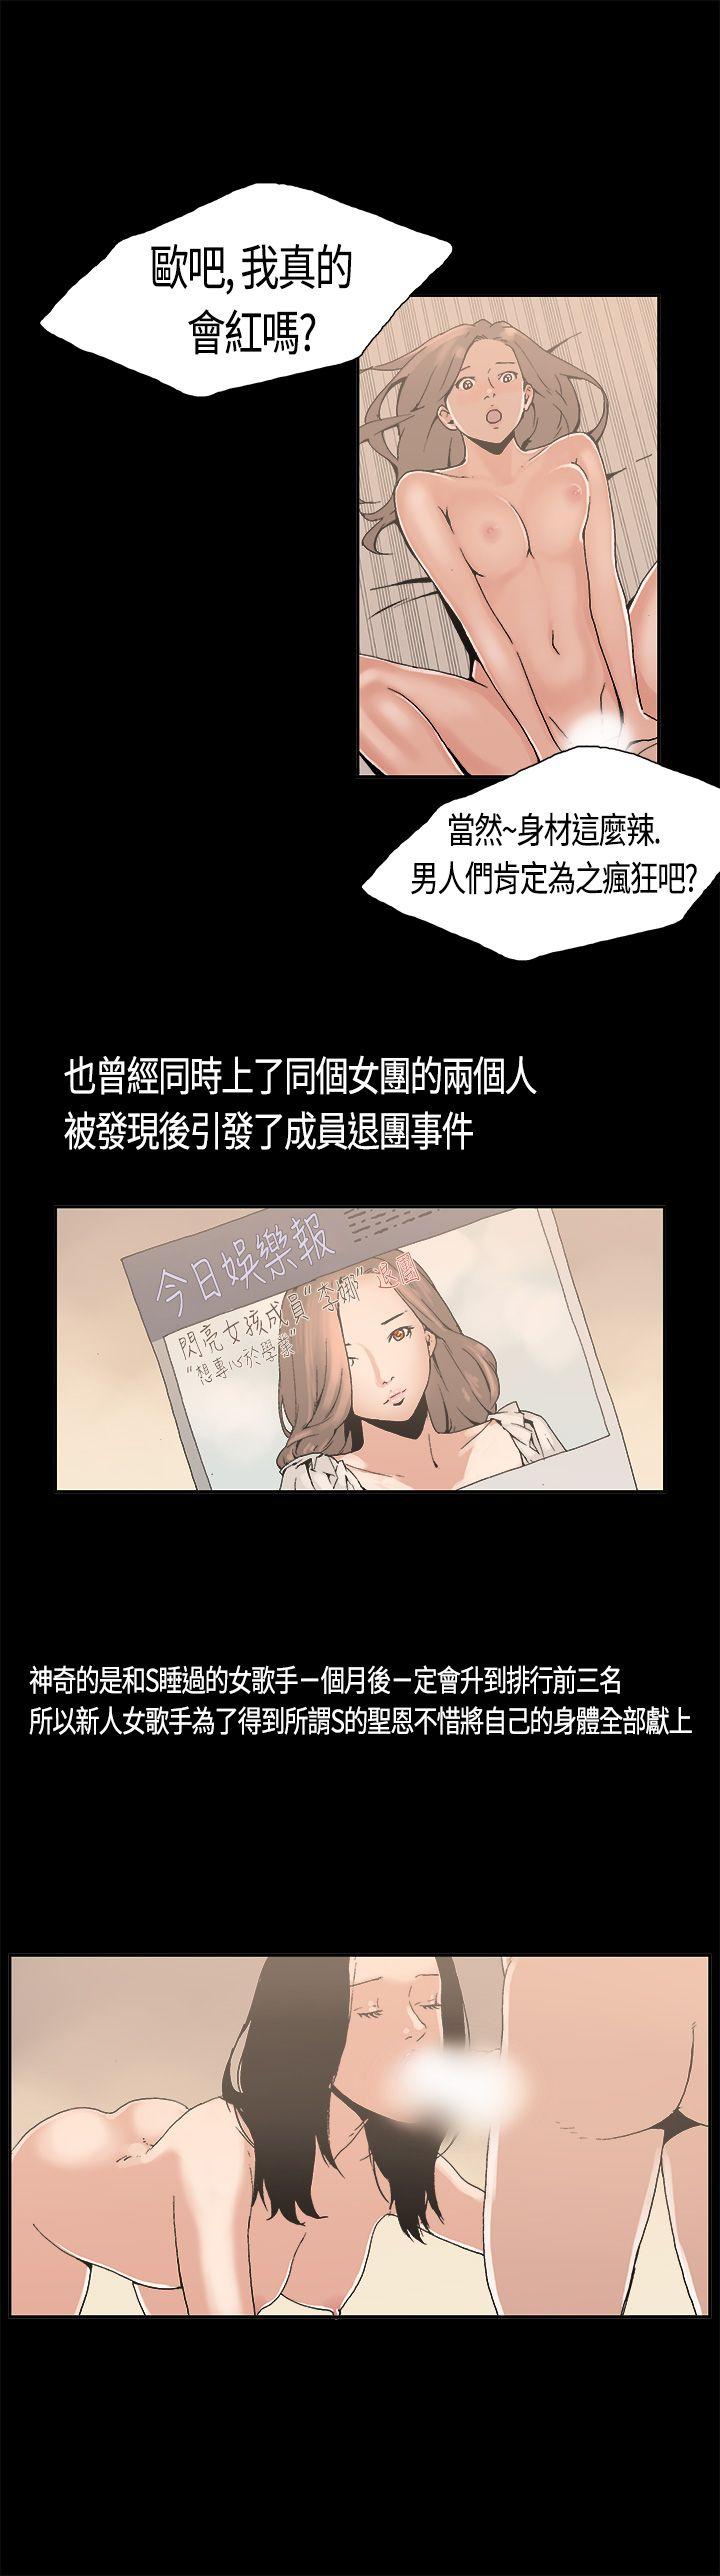 歐吧, 我真的
會紅嗎?
當然~身材這麼辣.
男人們肯定為之瘋狂吧?
也曾經同時上了同個女團的兩個人
被發現後引發了成員退團事件
今日娛樂報
閃亮女孩成員"李娜"退團
"想專心於學業"
神奇的是和S睡過的女歌手一個月後一定會升到排行前三名
所以新人女歌手為了得到所謂S的聖恩不惜將自己的身體全部獻上